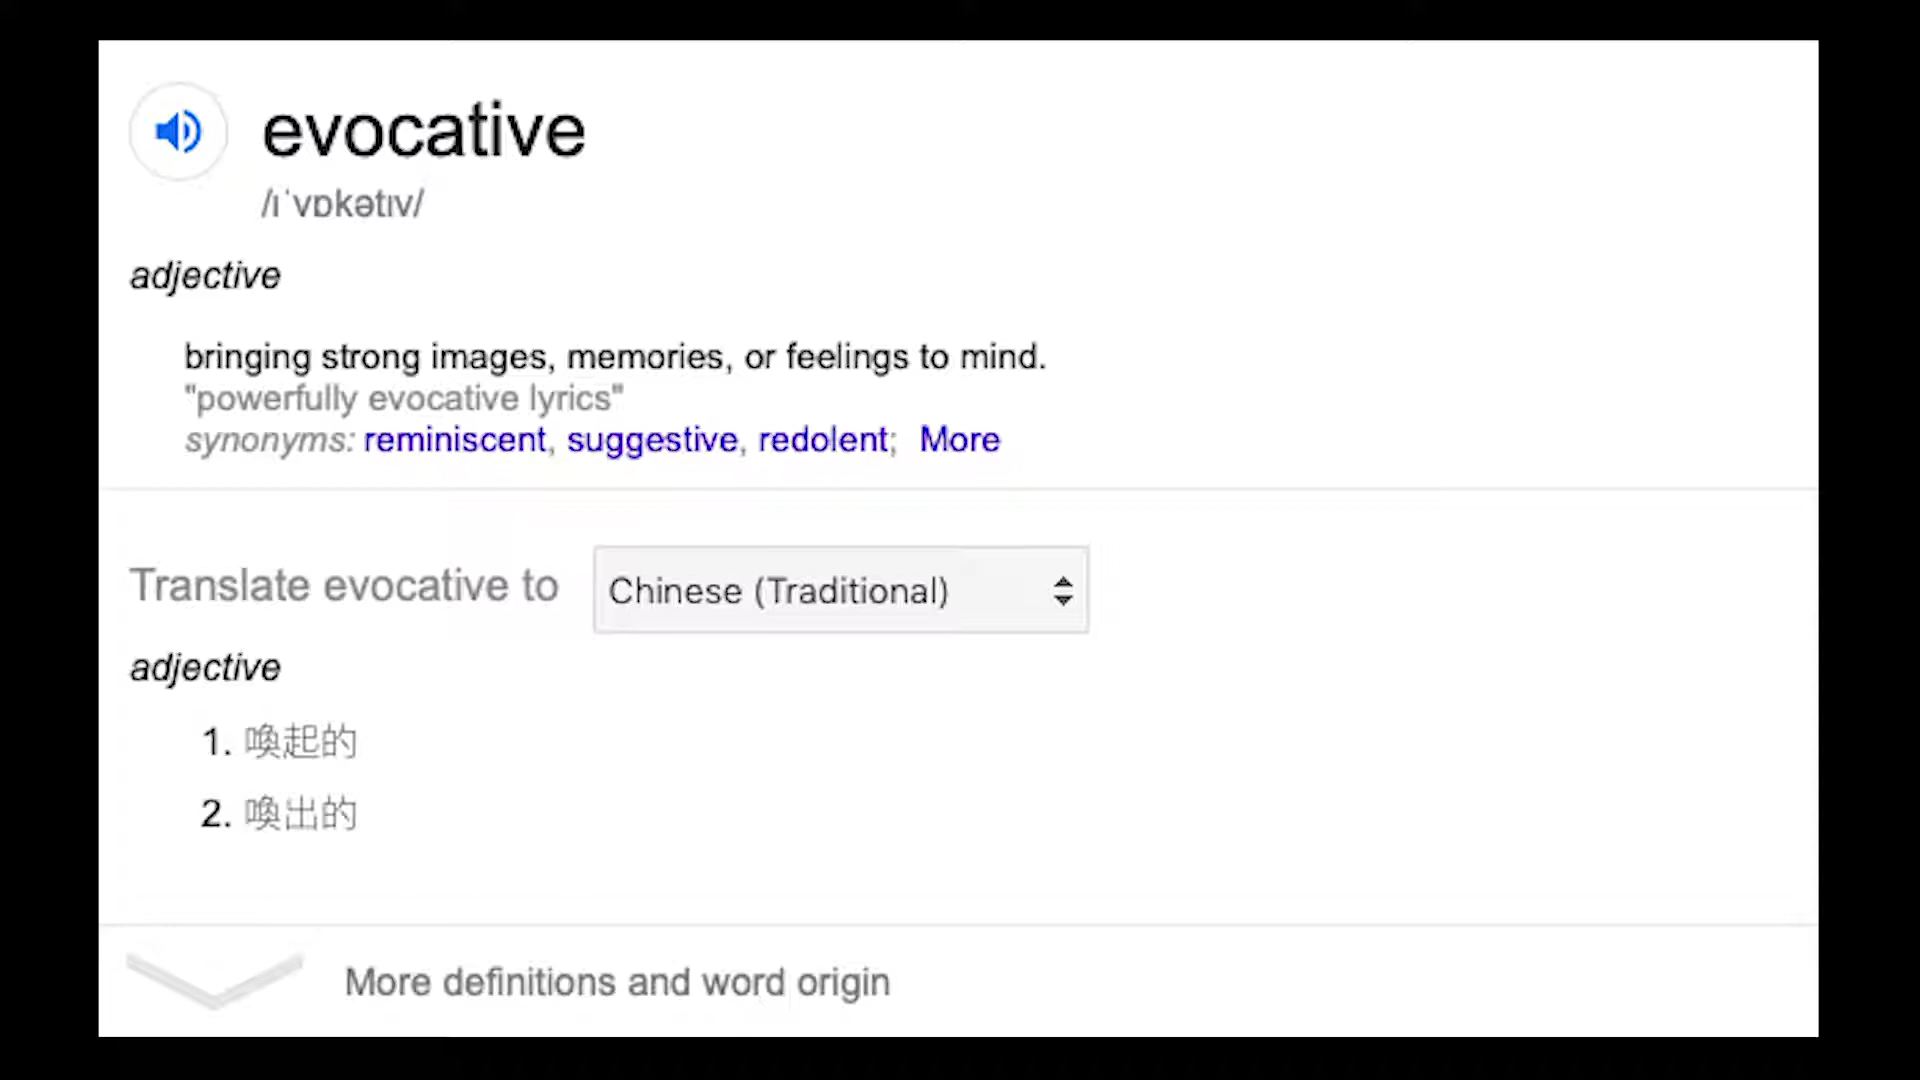 evocative
/ɪˈvɒkətɪv/
adjective
bringing strong images, memories, or feelings to mind.
"powerfully evocative lyrics"
synonyms: reminiscent, suggestive, redolent; More
Translate evocative to Chinese (Traditional)
adjective
1. 喚起的
2. 喚出的
More definitions and word origin